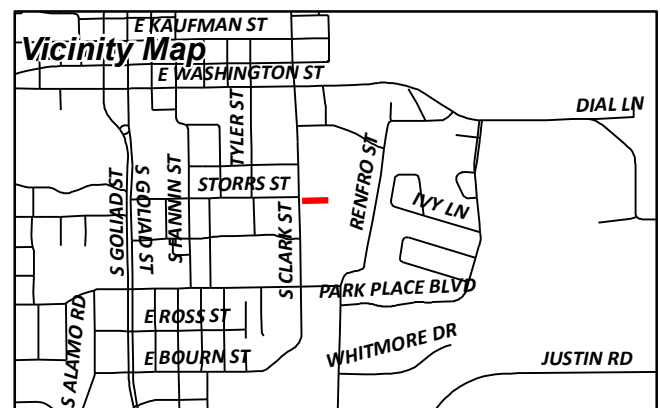 E KAUFMAN ST
Vicinity Map
E WASHINGTON ST
DIAL LN
TYLER ST
RENFRO ST
S GOLIAD ST
S GOLIAD ST
S FANNIN ST
STORRS ST
IVY LN
S CLARK ST
PARK PLACE BLVD
S ALAMO RD
E ROSS ST
E BOURN ST
WHITMORE DR
JUSTIN RD